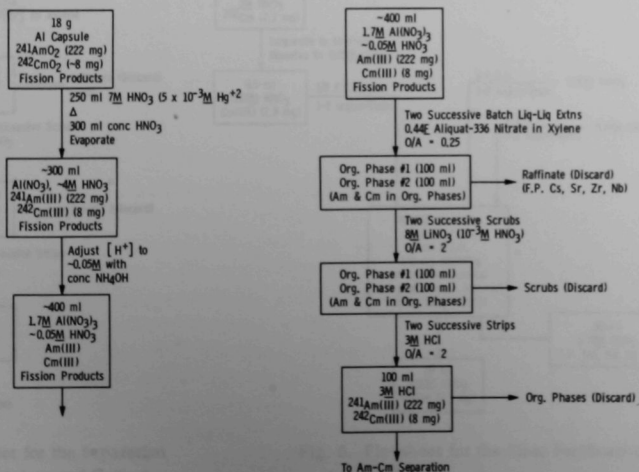 18 g
Al Capsule
²⁴¹AmO₂ (222 mg)
²⁴²CmO₂ (~8 mg)
Fission Products
250 ml 7M HNO₃ (5 x 10⁻³M Hg⁺²
Δ
300 ml conc HNO₃
Evaporate
~300 ml
Al(NO₃), ~4M HNO₃
²⁴¹Am(III) (222 mg)
²⁴²Cm(III) (8 mg)
Fission Products
Adjust [H⁺] to
~0.05M with
conc NH₄OH
~400 ml
1.7M Al(NO₃)₃
~0.05M HNO₃
Am(III)
Cm(III)
Fission Products
~400 ml
1.7M Al(NO₃)₃
~0.05M HNO₃
Am(III) (222 mg)
Cm(III) (8 mg)
Fission Products
Two Successive Batch Liq-Liq Extns
0.44F Aliquat-336 Nitrate in Xylene
O/A = 0.25
Org. Phase #1 (100 ml)
Org. Phase #2 (100 ml)
(Am & Cm in Org. Phases)
Raffinate (Discard)
(F.P. Cs, Sr, Zr, Nb)
Two Successive Scrubs
8M LiNO₃ (10⁻³M HNO₃)
O/A = 2
Org. Phase #1 (100 ml)
Org. Phase #2 (100 ml)
(Am & Cm in Org. Phases)
Scrubs (Discard)
Two Successive Strips
3M HCl
O/A = 2
100 ml
3M HCl
²⁴¹Am(III) (222 mg)
²⁴²Cm(III) (8 mg)
Org. Phases (Discard)
To Am-Cm Separation